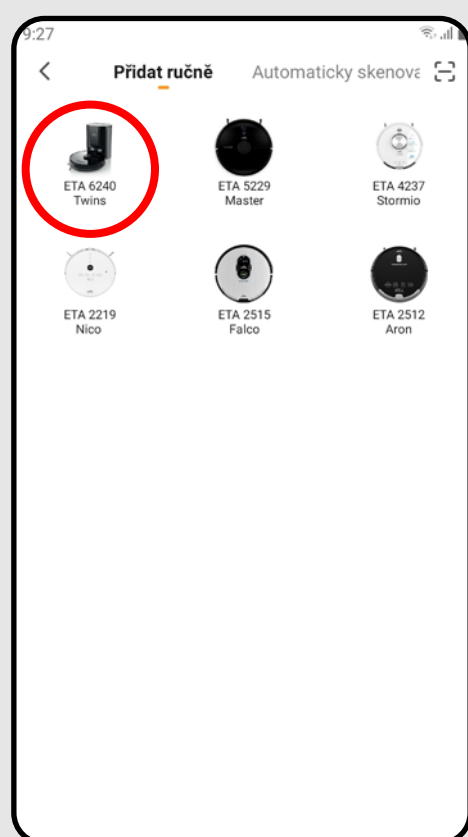 9:27
Přidat ručně Automaticky skenova
ETA 6240 ETA 5229 ETA 4237
Twins Master Stormio
ETA 2219 ETA 2515 ETA 2512
Nico Falco Aron